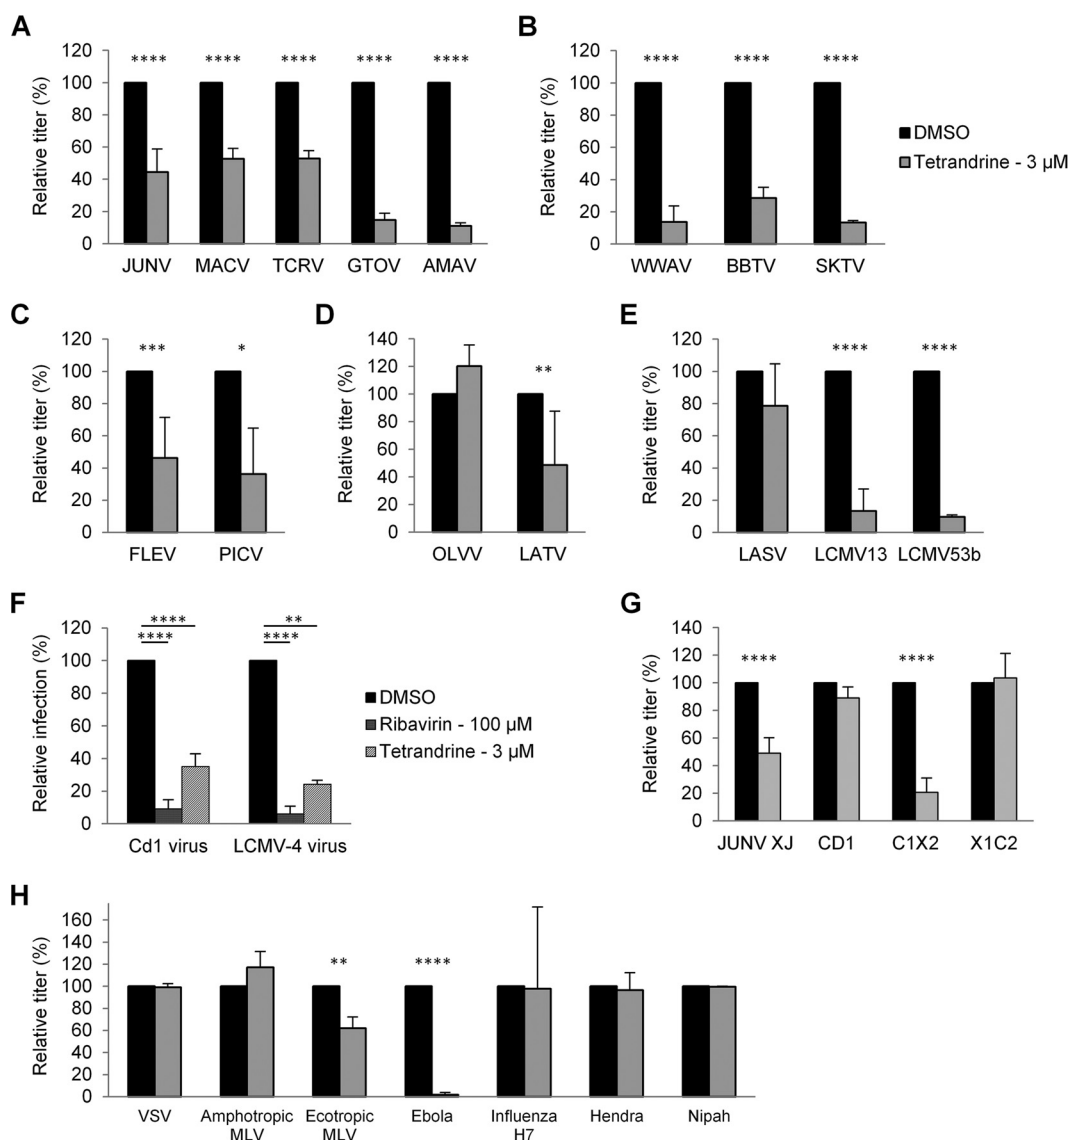 A
Relative titer (%)
120
100
80
60
40
20
0
**** **** **** **** ****
JUNV MACV TCRV GTOV AMAV
B
Relative titer (%)
120
100
80
60
40
20
0
**** **** ****
WWAV BBTV SKTV
DMSO
Tetrandrine - 3 µM
C
Relative titer (%)
120
100
80
60
40
20
0
*** *
FLEV PICV
D
Relative titer (%)
140
120
100
80
60
40
20
0
**
OLVV LATV
E
Relative titer (%)
120
100
80
60
40
20
0
**** ****
LASV LCMV13 LCMV53b
F
Relative infection (%)
120
100
80
60
40
20
0
**** **
**** ****
Cd1 virus LCMV-4 virus
DMSO
Ribavirin - 100 µM
Tetrandrine - 3 µM
G
Relative titer (%)
140
120
100
80
60
40
20
0
**** ****
JUNV XJ CD1 C1X2 X1C2
H
Relative titer (%)
160
140
120
100
80
60
40
20
0
** ****
VSV Amphotropic Ecotropic Ebola Influenza Hendra Nipah
MLV MLV H7